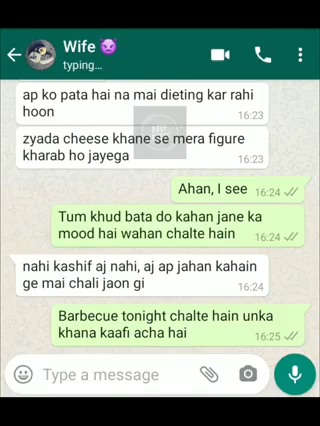 Wife 😈
typing...
ap ko pata hai na mai dieting kar rahi
hoon
16:23
zyada cheese khane se mera figure
kharab ho jayega
16:23
Ahan, I see
16:24
Tum khud bata do kahan jane ka
mood hai wahan chalte hain
16:24
nahi kashif aj nahi, aj ap jahan kahain
ge mai chali jaon gi
16:24
Barbecue tonight chalte hain unka
khana kaafi acha hai
16:25
Type a message